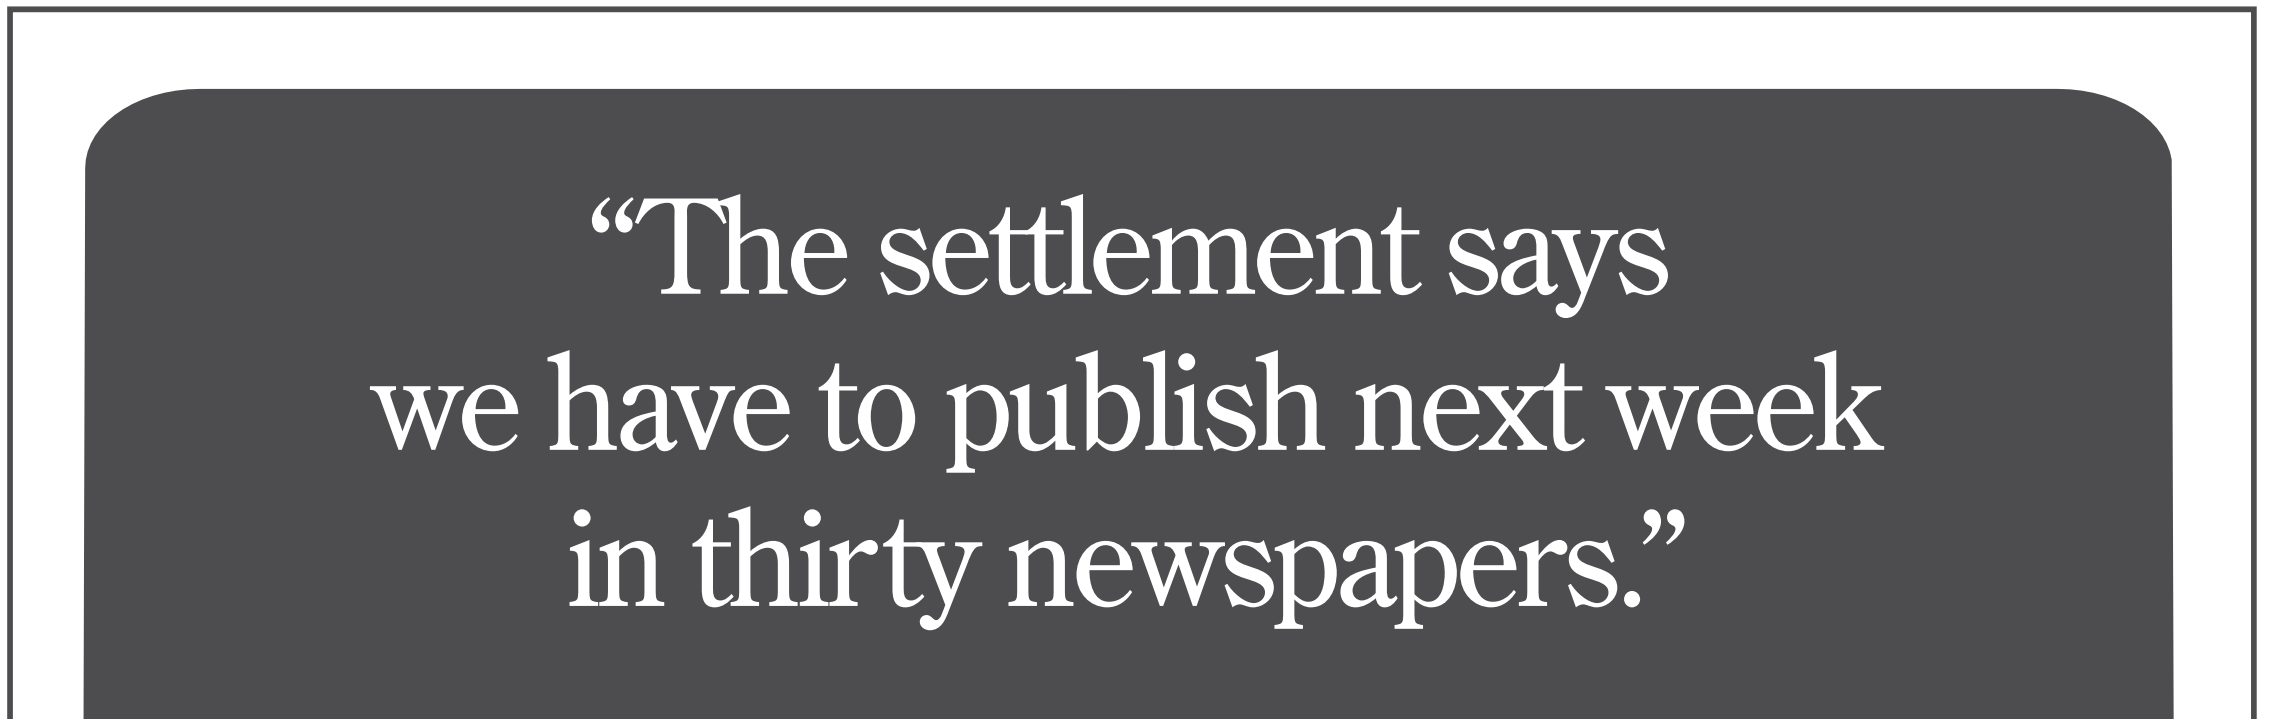 “The settlement says
we have to publish next week
in thirty newspapers.”